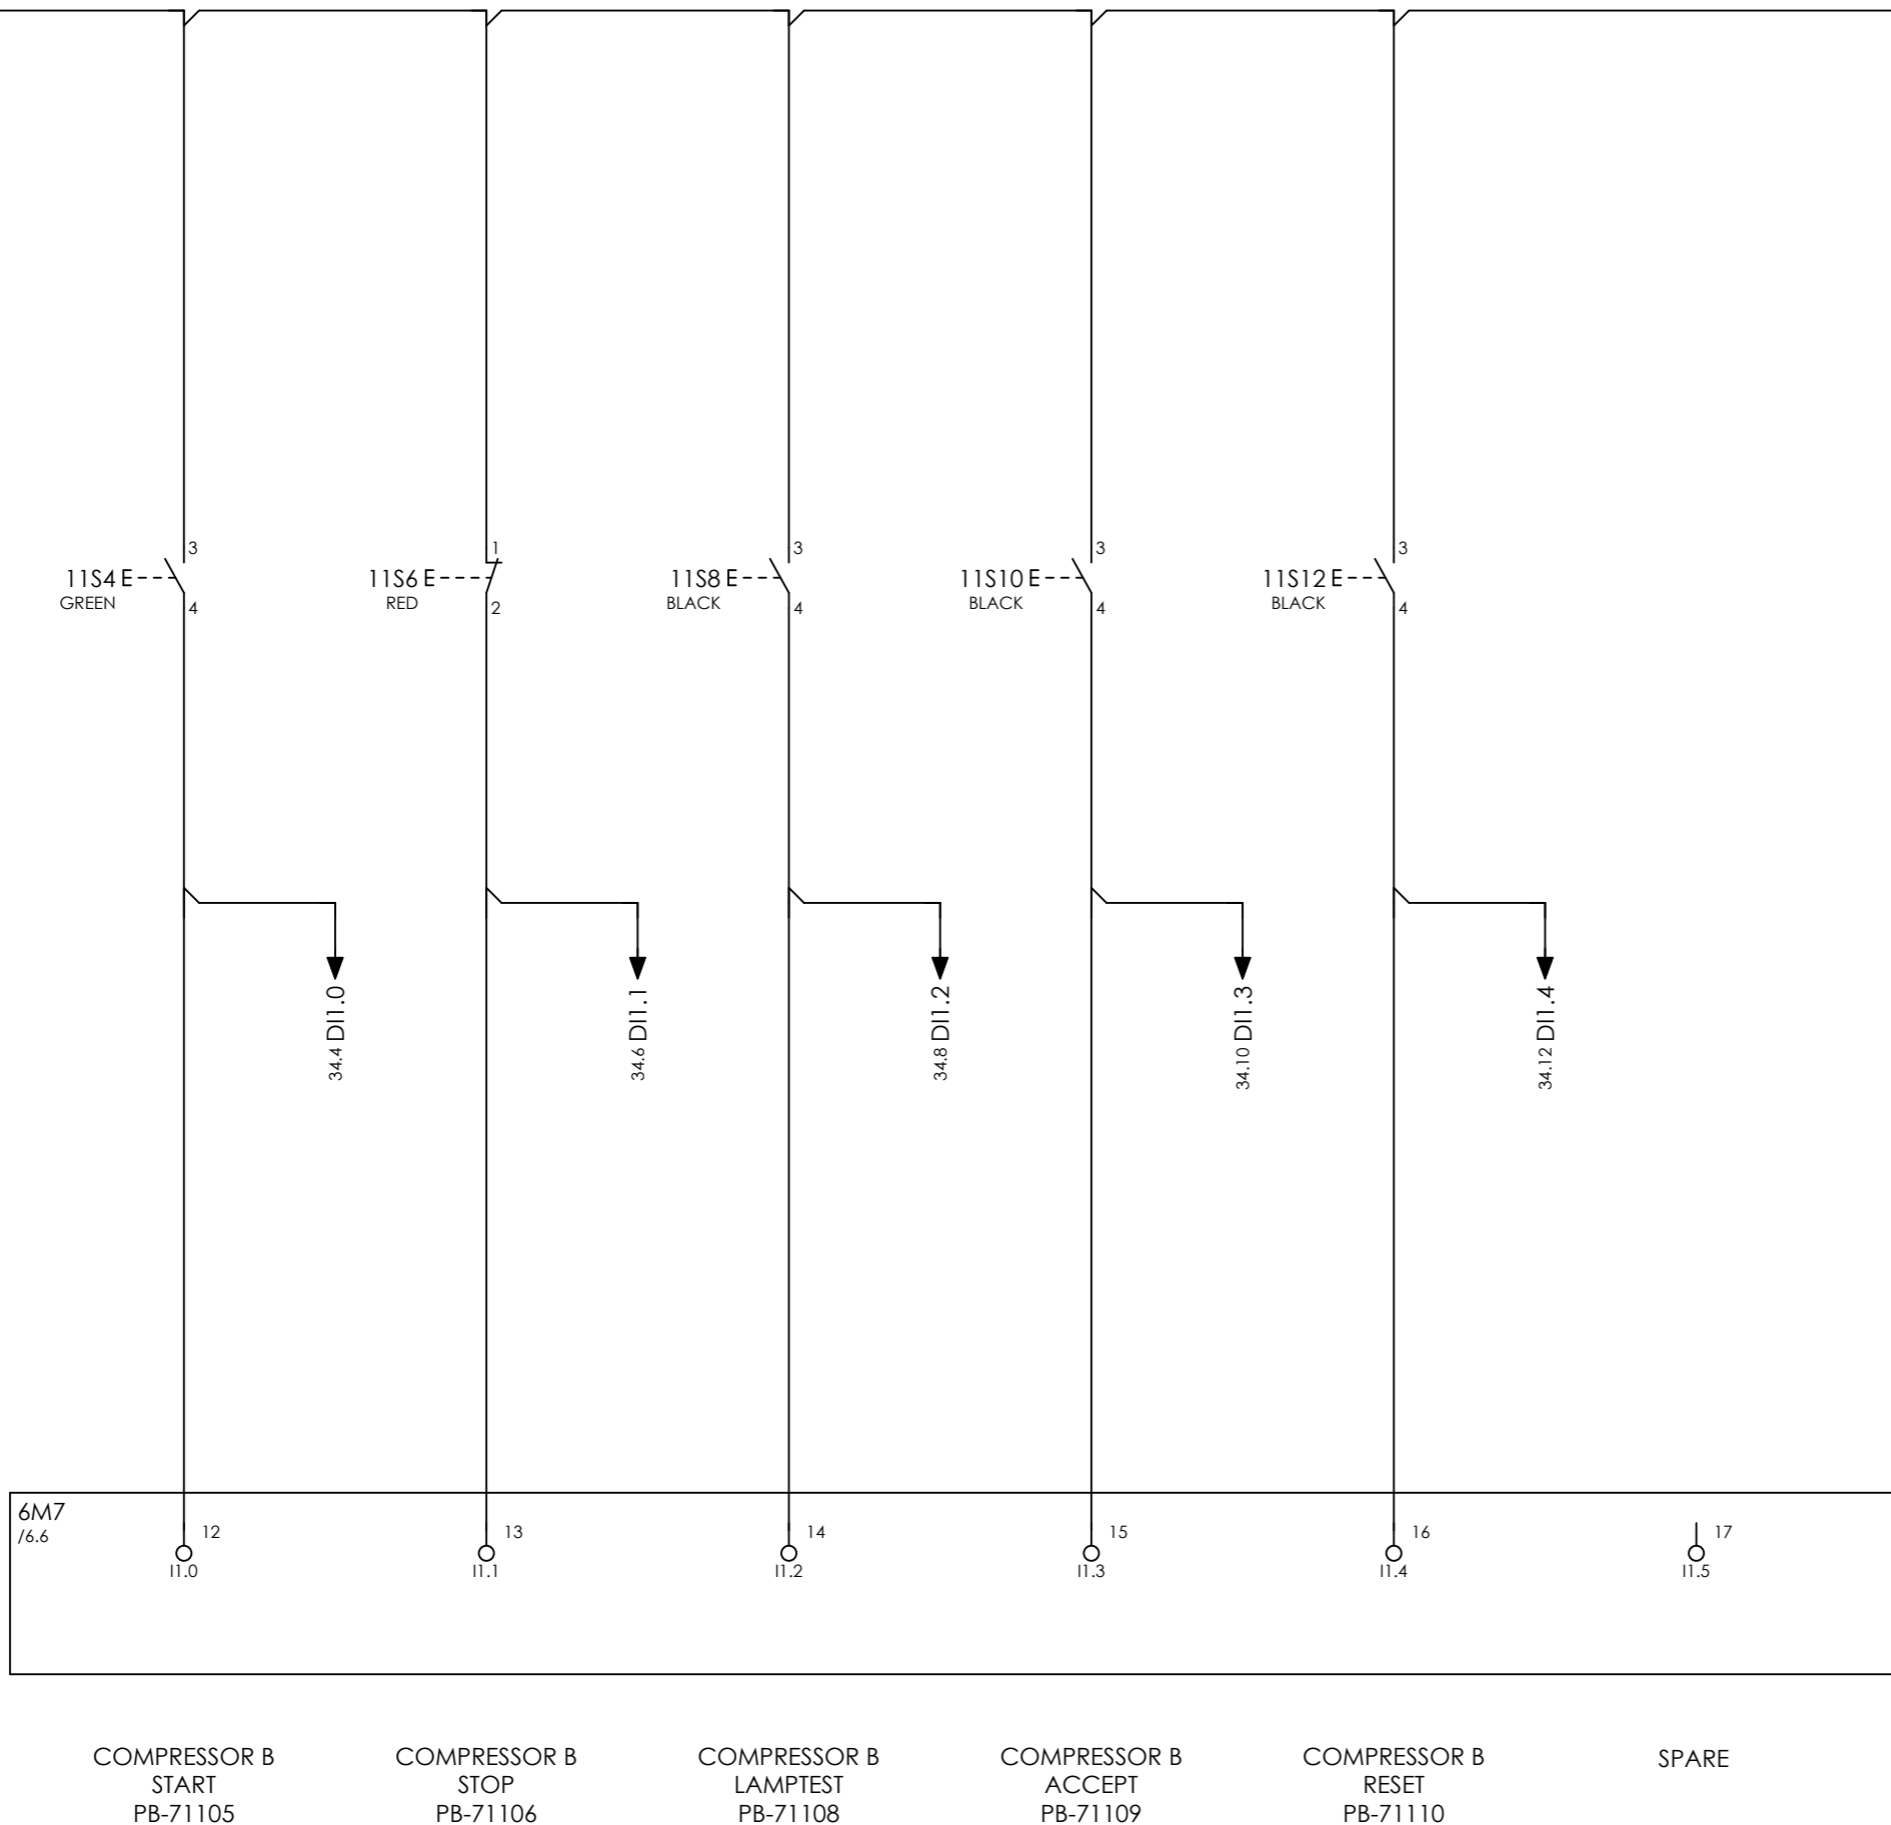 3
1
3
3
3
11S4 E
11S6 E
11S8 E
11S10 E
11S12 E
GREEN
RED
BLACK
BLACK
BLACK
4
2
4
4
4
34.4 DI1.0
34.6 DI1.1
34.8 DI1.2
34.10 DI1.3
34.12 DI1.4
6M7
/6.6
12
13
14
15
16
17
I1.0
I1.1
I1.2
I1.3
I1.4
I1.5
COMPRESSOR B
START
PB-71105
COMPRESSOR B
STOP
PB-71106
COMPRESSOR B
LAMPTEST
PB-71108
COMPRESSOR B
ACCEPT
PB-71109
COMPRESSOR B
RESET
PB-71110
SPARE